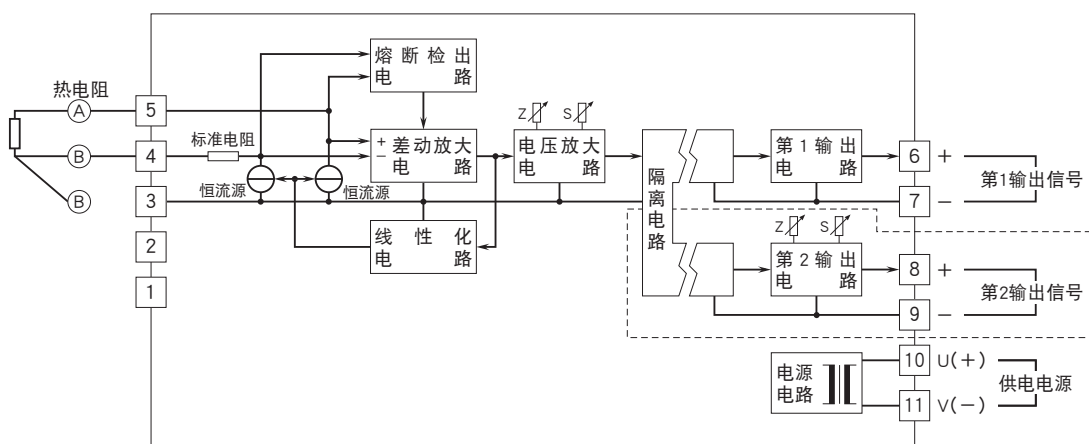 熔断检出
电路
热电阻
A
5
标准电阻
+
−
差动放大
电路
Z
S
电压放大
电路
B
4
恒流源
恒流源
B
3
隔离电路
第1输出
电路
6
+
第1输出信号
7
−
线性化
电路
2
1
Z
S
第2输出
电路
8
+
第2输出信号
9
−
电源
电路
10
U(+)
供电电源
11
V(−)